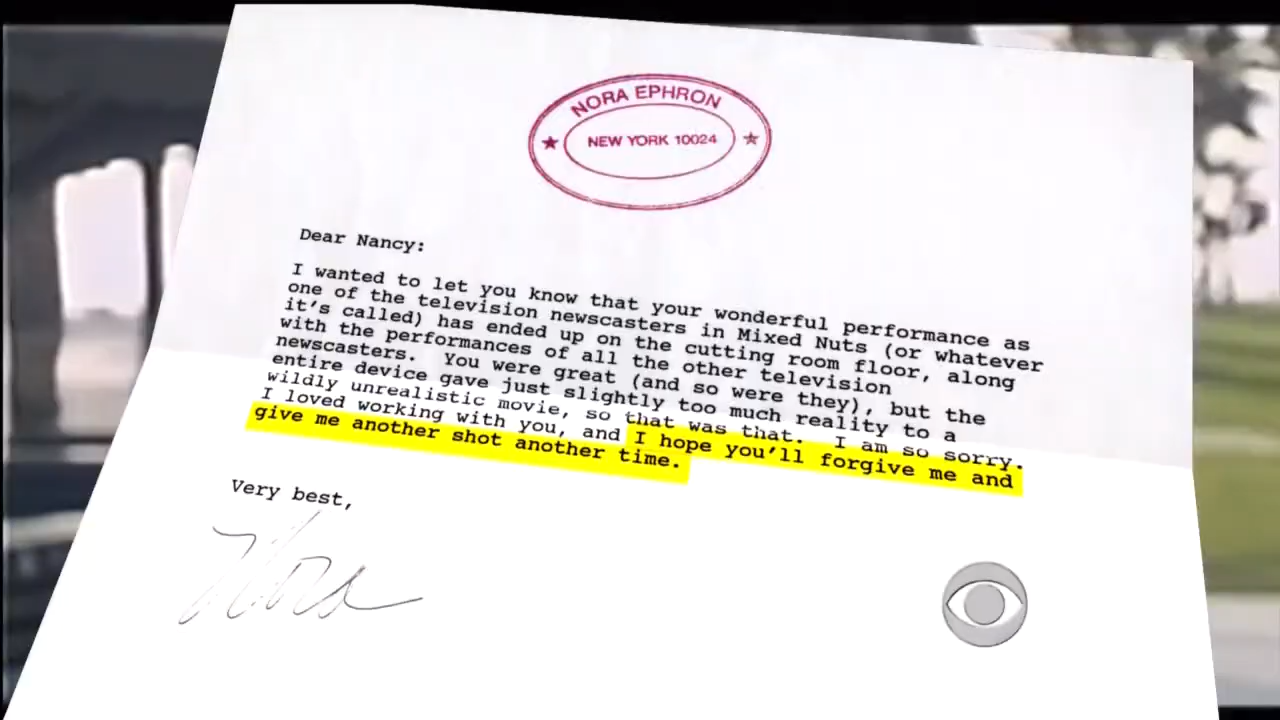 NORA EPHRON
NEW YORK 10024
Dear Nancy:
I wanted to let you know that your wonderful performance as
one of the television newscasters in Mixed Nuts (or whatever
it's called) has ended up on the cutting room floor, along
with the performances of all the other television
newscasters. You were great (and so were they), but the
entire device gave just slightly too much reality to a
wildly unrealistic movie, so that was that. I am so sorry.
I loved working with you, and I hope you'll forgive me and
give me another shot another time.
Very best,
Nora